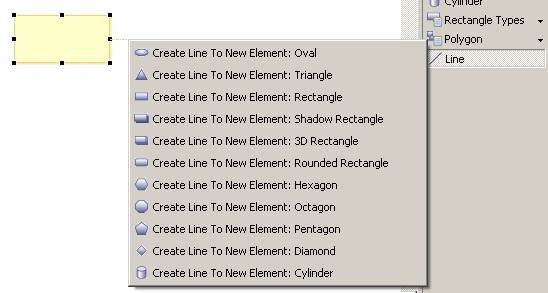 Cylinder
Rectangle Types
Polygon
Line
Create Line To New Element: Oval
Create Line To New Element: Triangle
Create Line To New Element: Rectangle
Create Line To New Element: Shadow Rectangle
Create Line To New Element: 3D Rectangle
Create Line To New Element: Rounded Rectangle
Create Line To New Element: Hexagon
Create Line To New Element: Octagon
Create Line To New Element: Pentagon
Create Line To New Element: Diamond
Create Line To New Element: Cylinder